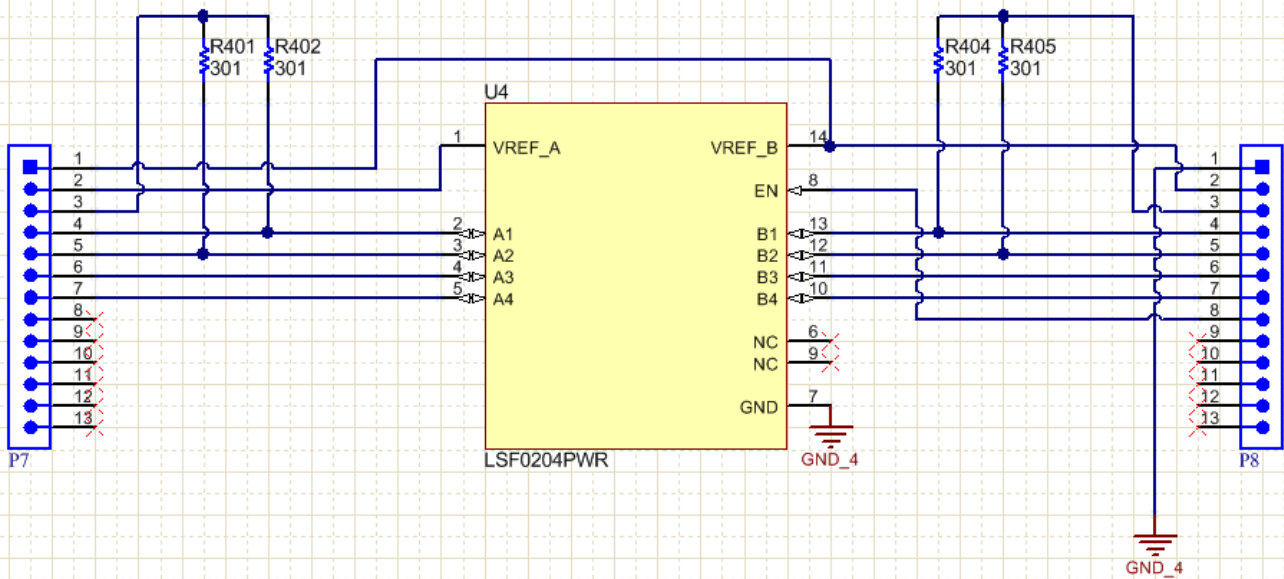 R401 R402
301 301
R404 R405
301 301
U4
1 VREF_A VREF_B 14
EN 8
2 A1 B1 13
3 A2 B2 12
4 A3 B3 11
5 A4 B4 10
NC 6
NC 9
GND 7
LSF0204PWR
GND_4
1
2
3
4
5
6
7
8
9
10
11
12
13
P7
1
2
3
4
5
6
7
8
9
10
11
12
13
P8
GND_4